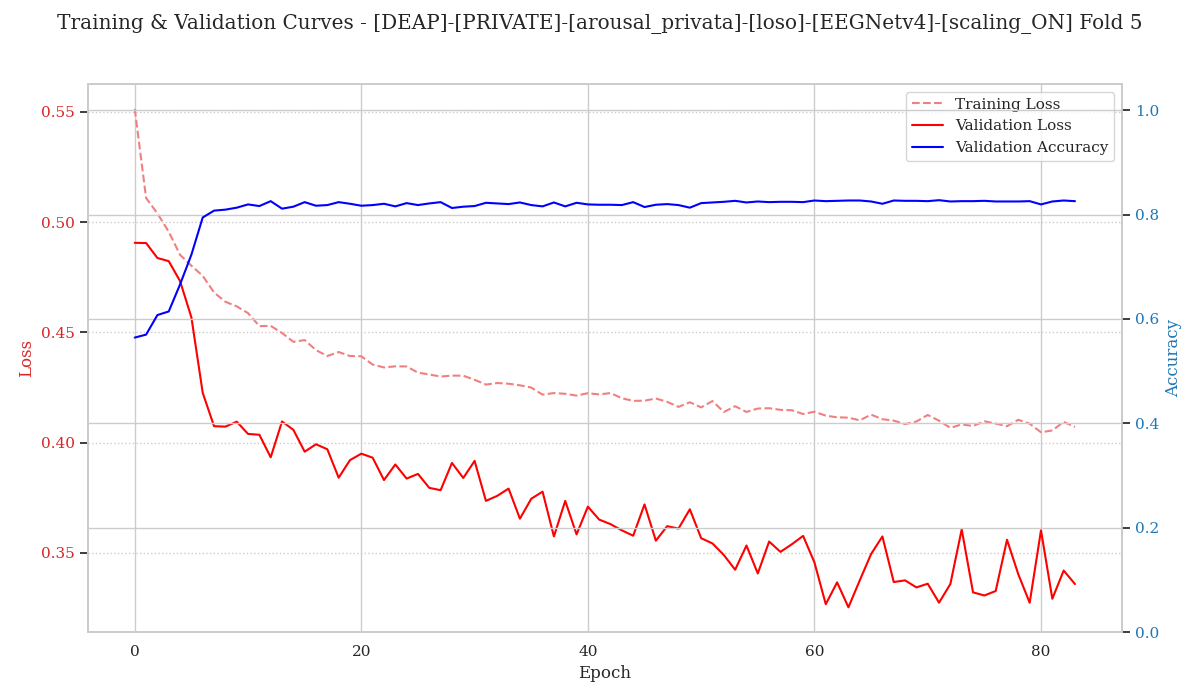 Training & Validation Curves - [DEAP]-[PRIVATE]-[arousal_privata]-[loso]-[EEGNetv4]-[scaling_ON] Fold 5
Training Loss
Validation Loss
Validation Accuracy
0.55
0.50
0.45
0.40
0.35
Loss
1.0
0.8
0.6
0.4
0.2
0.0
Accuracy
0
20
40
60
80
Epoch